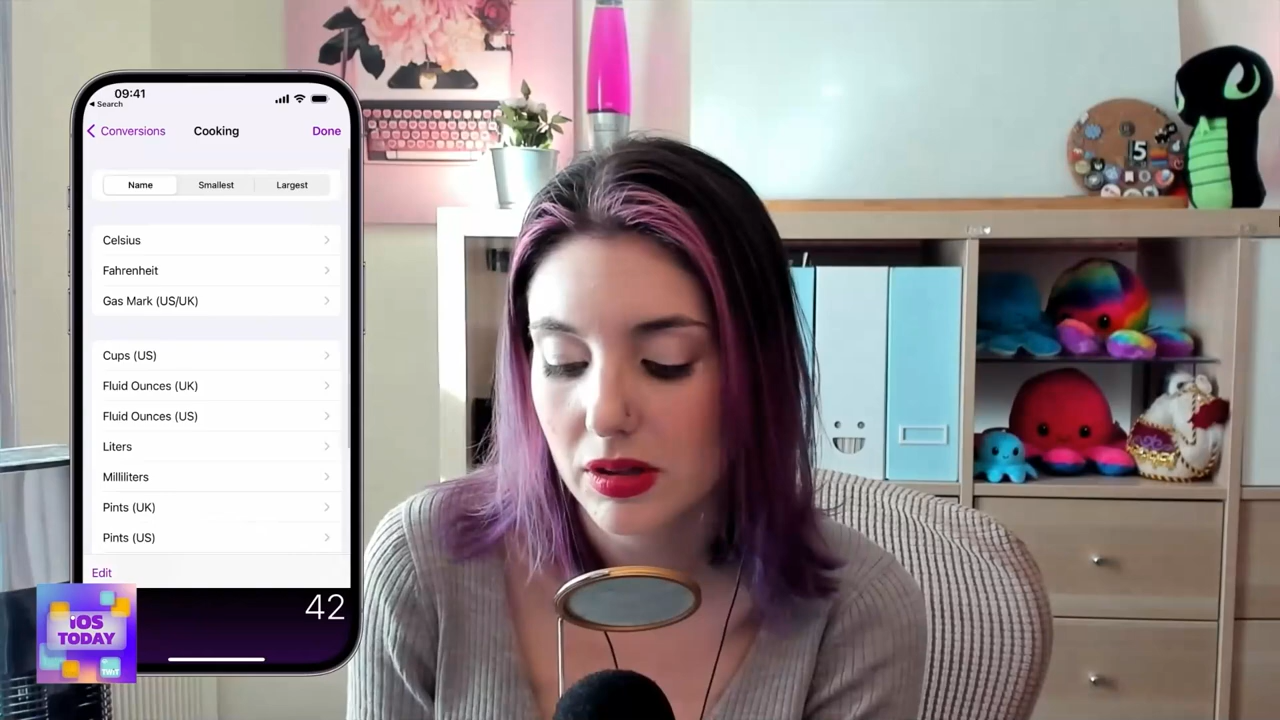 09:41
Search
Conversions
Cooking
Done
Name
Smallest
Largest
Celsius
Fahrenheit
Gas Mark (US/UK)
Cups (US)
Fluid Ounces (UK)
Fluid Ounces (US)
Liters
Milliliters
Pints (UK)
Pints (US)
Edit
42
iOS
TODAY
TWiT
5